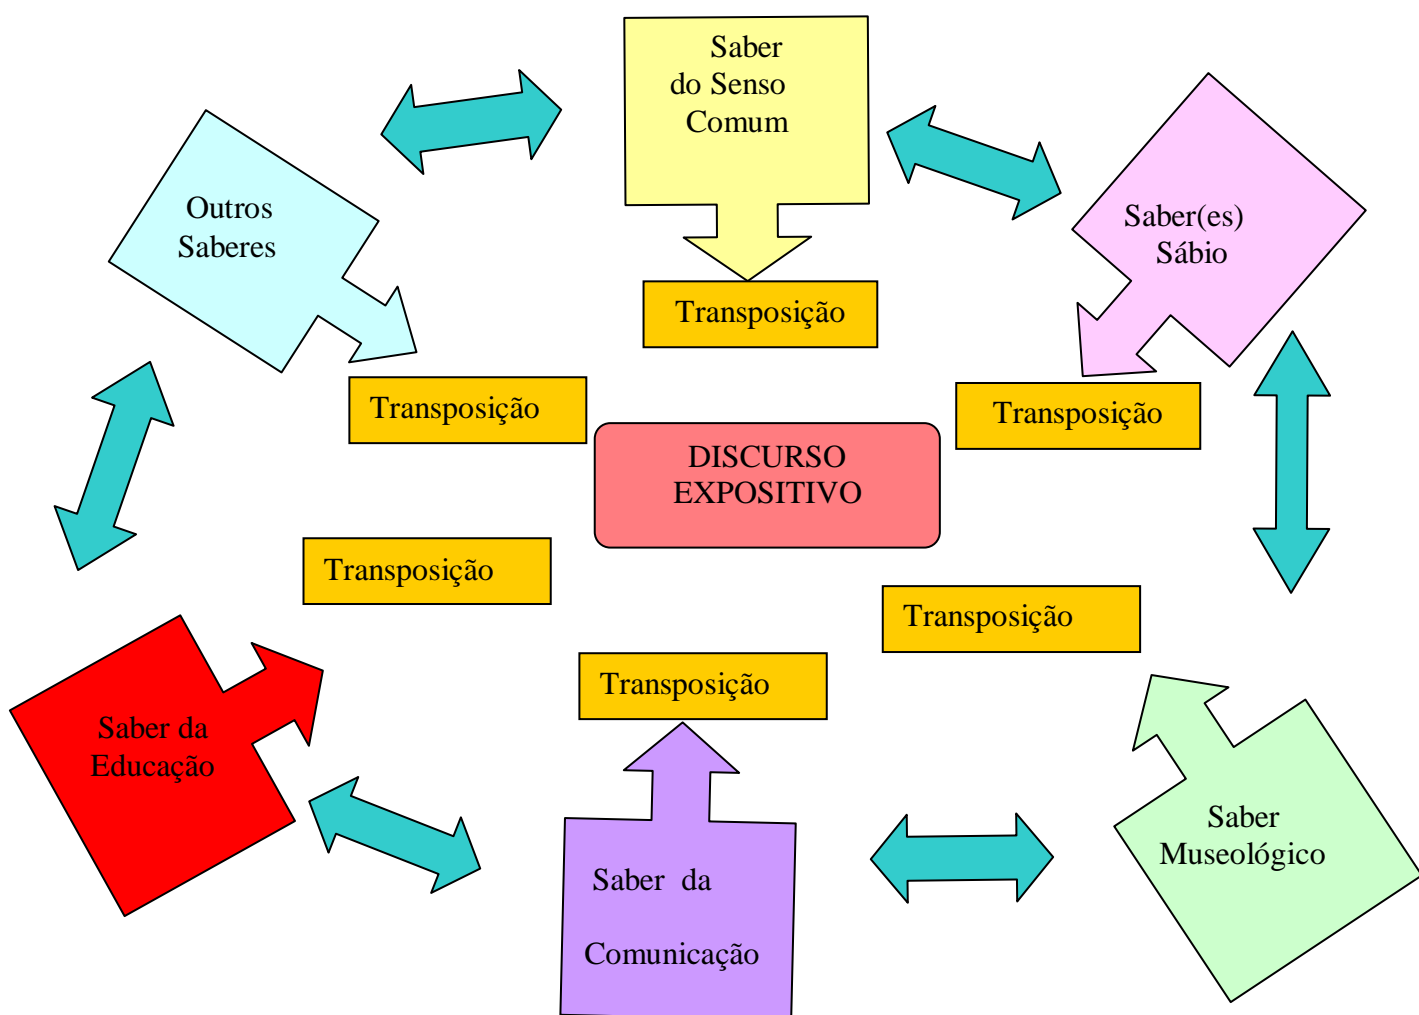 Saber
do Senso
Comum
Outros
Saberes
Saber(es)
Sábio
Transposição
Transposição
Transposição
DISCURSO
EXPOSITIVO
Transposição
Transposição
Transposição
Saber da
Educação
Saber da
Comunicação
Saber
Museológico